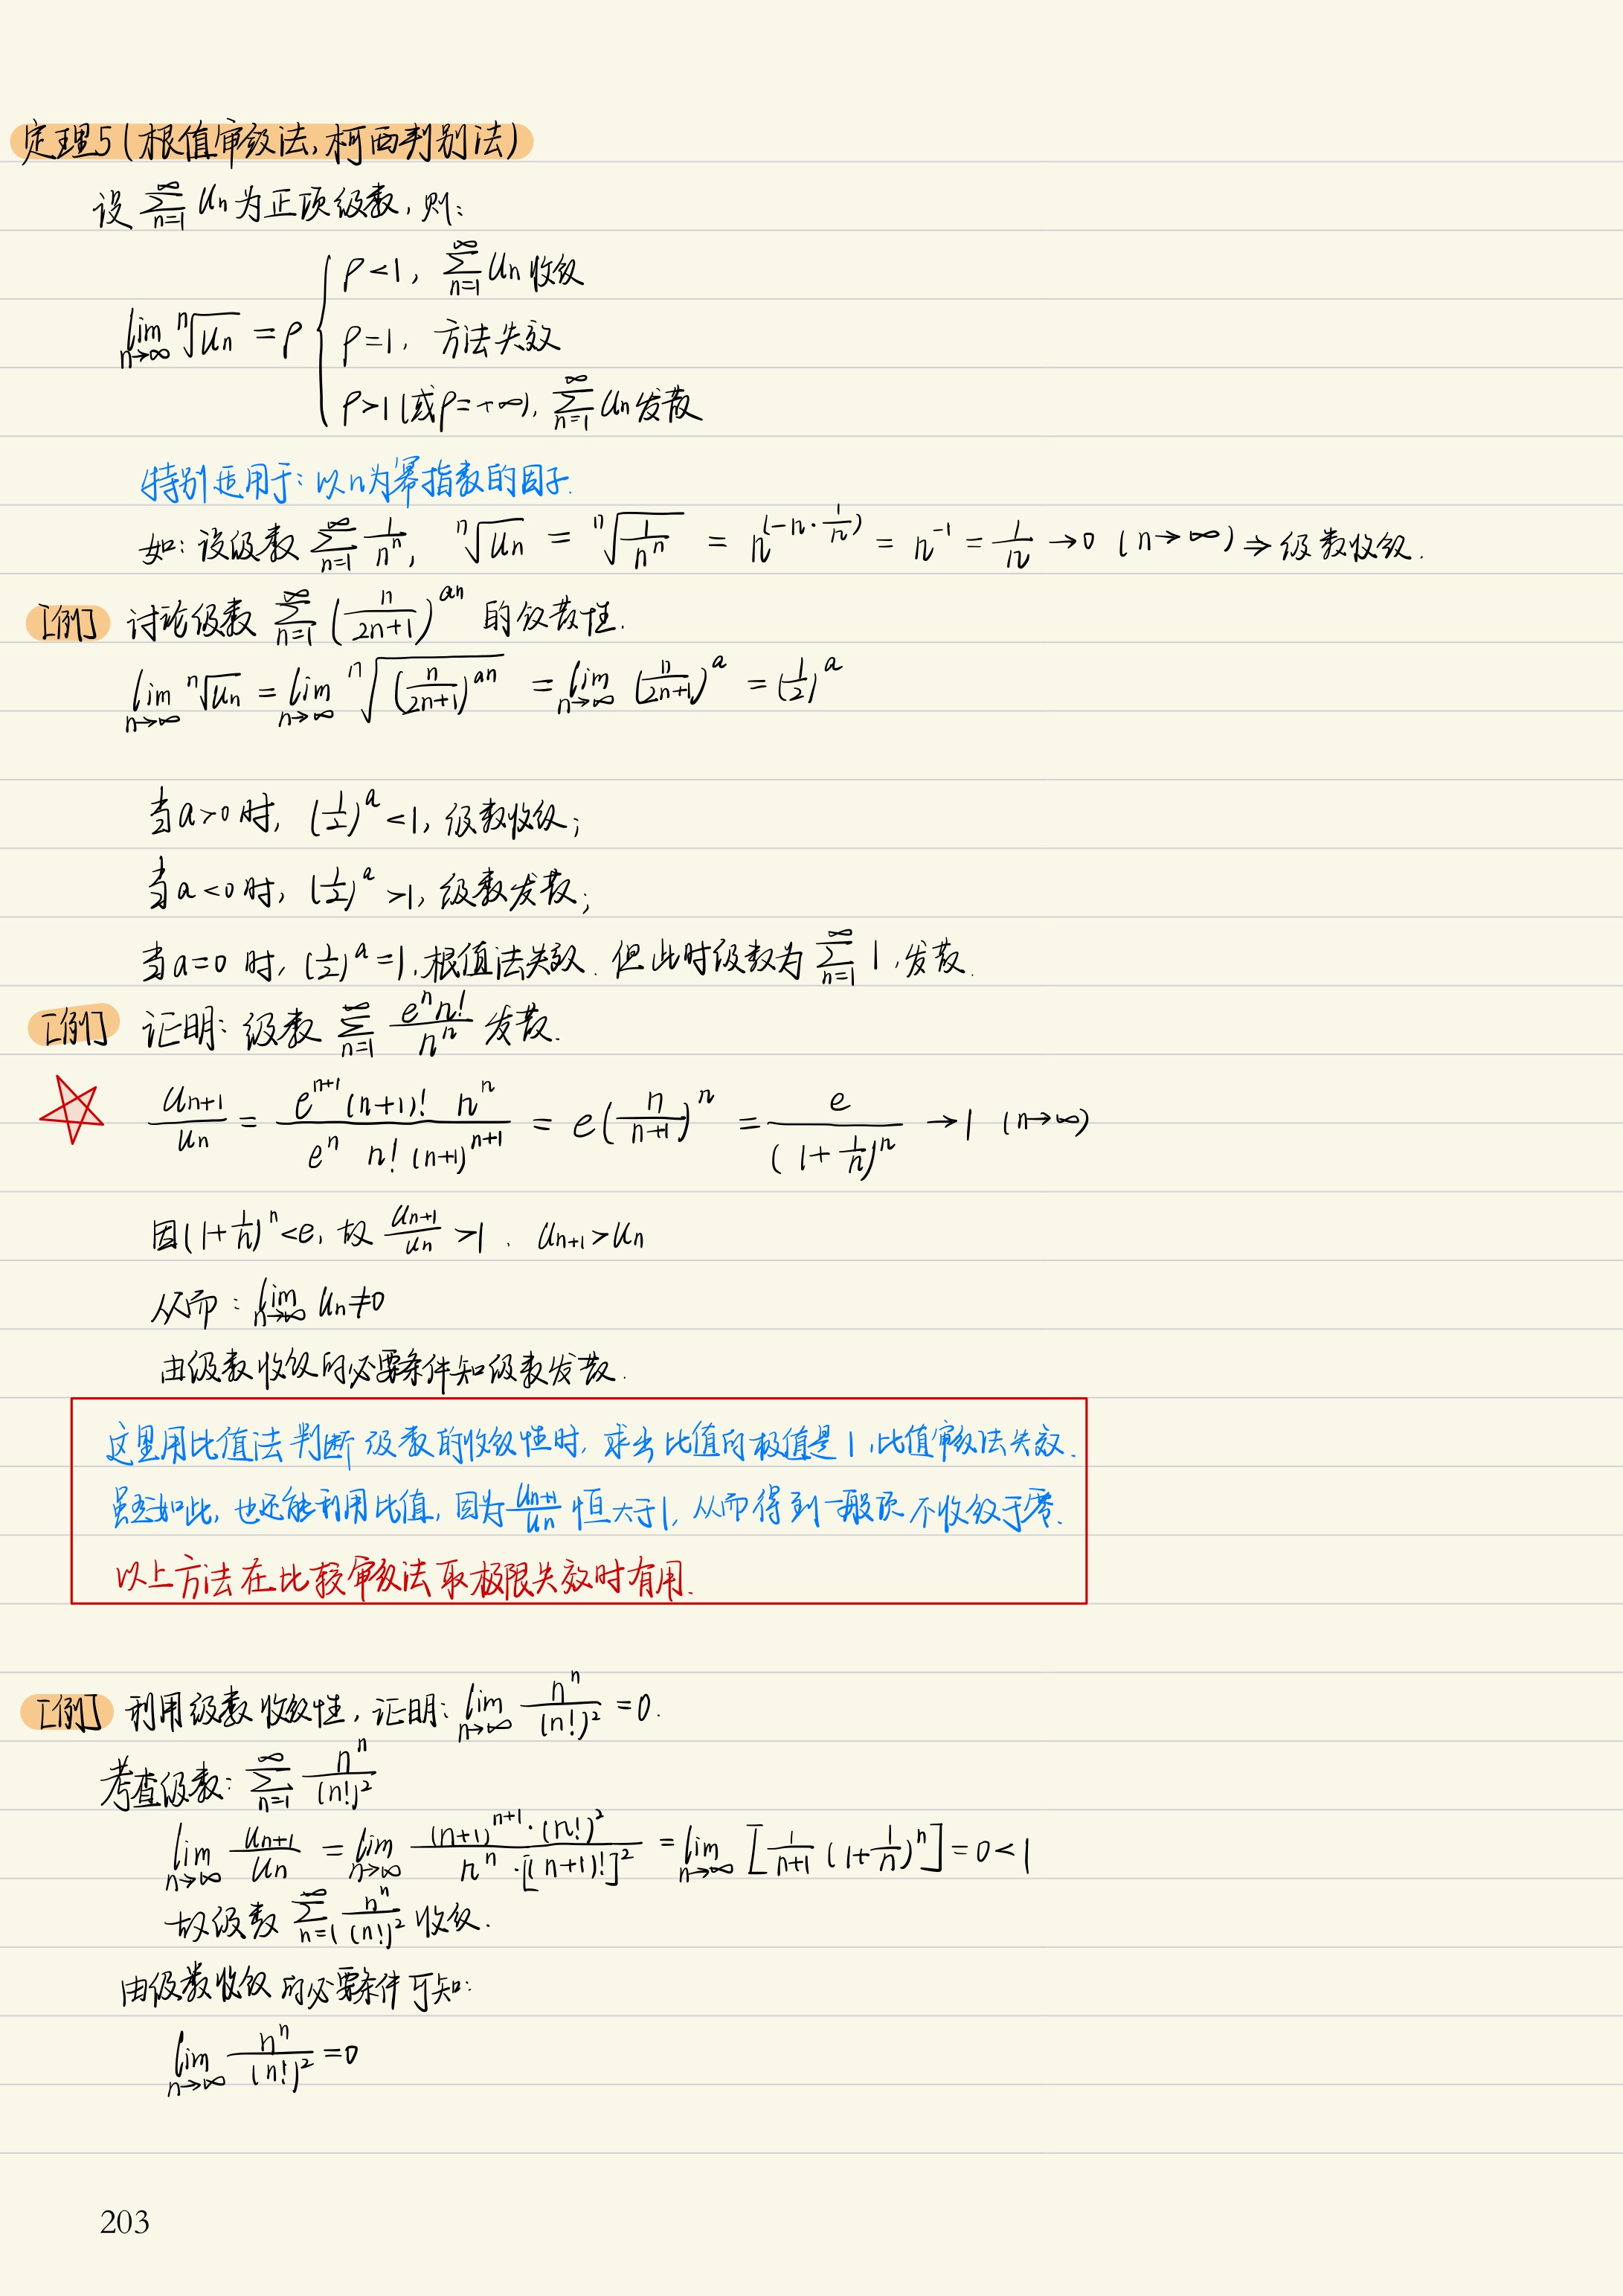 定理5(根值审敛法,柯西判别法)
设 $\sum_{n=1}^{\infty} u_n$ 为正项级数,则:
$\lim_{n\to\infty} \sqrt[n]{u_n} = \rho \begin{cases} \rho<1, \sum_{n=1}^{\infty} u_n 收敛 \\ \rho=1, 方法失效 \\ \rho>1(或\rho=+\infty), \sum_{n=1}^{\infty} u_n 发散 \end{cases}$
特别适用于:以n为幂指数的因子.
如:设级数 $\sum_{n=1}^{\infty} \frac{1}{n^n}$, $\sqrt[n]{u_n} = \sqrt[n]{\frac{1}{n^n}} = n^{(-n\cdot\frac{1}{n})} = n^{-1} = \frac{1}{n} \to 0 \ (n\to\infty) \Rightarrow$ 级数收敛.
[例] 讨论级数 $\sum_{n=1}^{\infty} \left(\frac{n}{2n+1}\right)^{an}$ 的敛散性.
$\lim_{n\to\infty} \sqrt[n]{u_n} = \lim_{n\to\infty} \sqrt[n]{\left(\frac{n}{2n+1}\right)^{an}} = \lim_{n\to\infty} \left(\frac{n}{2n+1}\right)^a = \left(\frac{1}{2}\right)^a$
当a>0时, $\left(\frac{1}{2}\right)^a<1$, 级数收敛;
当a<0时, $\left(\frac{1}{2}\right)^a>1$, 级数发散;
当a=0时, $\left(\frac{1}{2}\right)^a=1$,根值法失效.但此时级数为 $\sum_{n=1}^{\infty} 1$,发散.
[例] 证明:级数 $\sum_{n=1}^{\infty} \frac{e^n n!}{n^n}$ 发散.
$\frac{u_{n+1}}{u_n} = \frac{e^{n+1}(n+1)! \ n^n}{e^n \ n! \ (n+1)^{n+1}} = e\left(\frac{n}{n+1}\right)^n = \frac{e}{(1+\frac{1}{n})^n} \to 1 \ (n\to\infty)$
因 $(1+\frac{1}{n})^n<e$, 故 $\frac{u_{n+1}}{u_n}>1$. $u_{n+1}>u_n$
从而:$\lim_{n\to\infty} u_n \neq 0$
由级数收敛的必要条件知级数发散.
这里用比值法判断级数的收敛性时,求出比值的极值是1,比值审敛法失效.
虽然如此,也还能利用比值,因为 $\frac{u_{n+1}}{u_n}$ 恒大于1,从而得到一般项不收敛于零.
以上方法在比较审敛法取极限失效时有用.
[例] 利用级数收敛性,证明:$\lim_{n\to\infty} \frac{n^n}{(n!)^2} = 0$.
考查级数:$\sum_{n=1}^{\infty} \frac{n^n}{(n!)^2}$
$\lim_{n\to\infty} \frac{u_{n+1}}{u_n} = \lim_{n\to\infty} \frac{(n+1)^{n+1}\cdot(n!)^2}{n^n\cdot[(n+1)!]^2} = \lim_{n\to\infty} \left[\frac{1}{n+1}(1+\frac{1}{n})^n\right] = 0<1$
故级数 $\sum_{n=1}^{\infty} \frac{n^n}{(n!)^2}$ 收敛.
由级数收敛的必要条件可知:
$\lim_{n\to\infty} \frac{n^n}{(n!)^2} = 0$
203